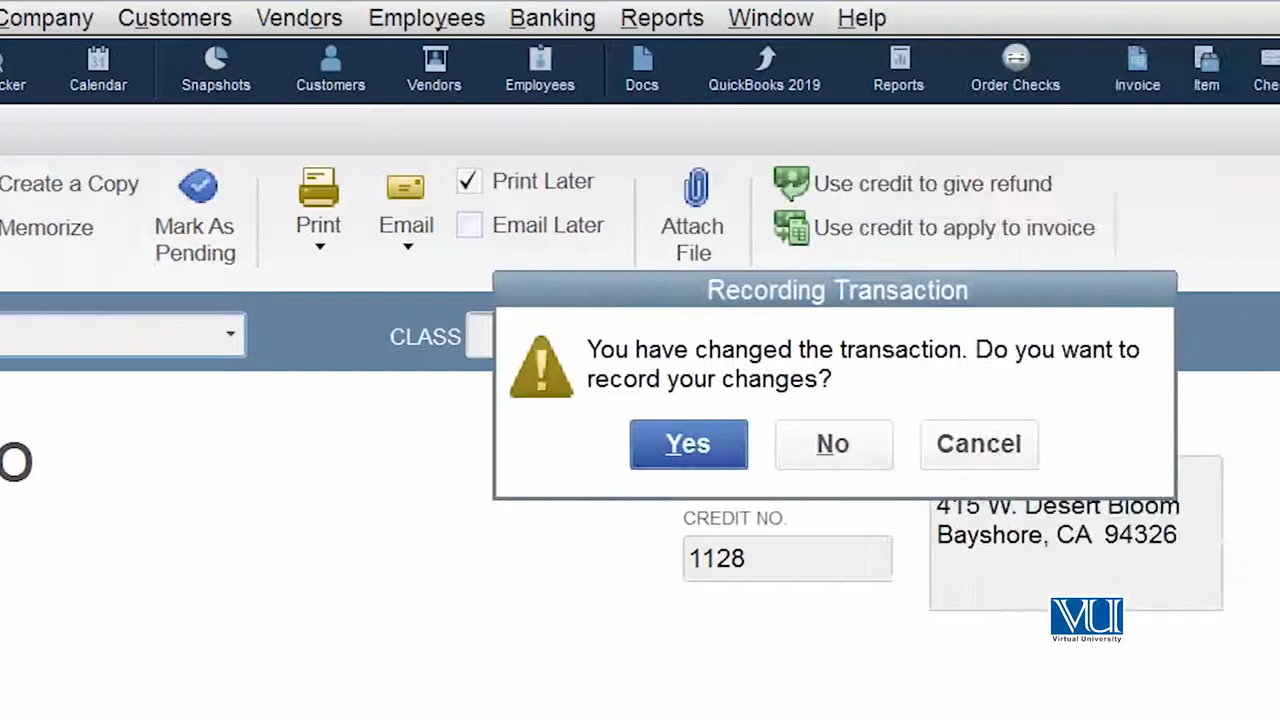 Company Customers Vendors Employees Banking Reports Window Help
Calendar Snapshots Customers Vendors Employees Docs QuickBooks 2019 Reports Order Checks Invoice Item
31
Create a Copy
Memorize
Mark As
Pending
Print
Email
Print Later
Email Later
Attach
File
Use credit to give refund
Use credit to apply to invoice
CLASS
Recording Transaction
You have changed the transaction. Do you want to
record your changes?
Yes No Cancel
O
CREDIT NO.
1128
415 W. Desert Bloom
Bayshore, CA 94326
VU
Virtual University